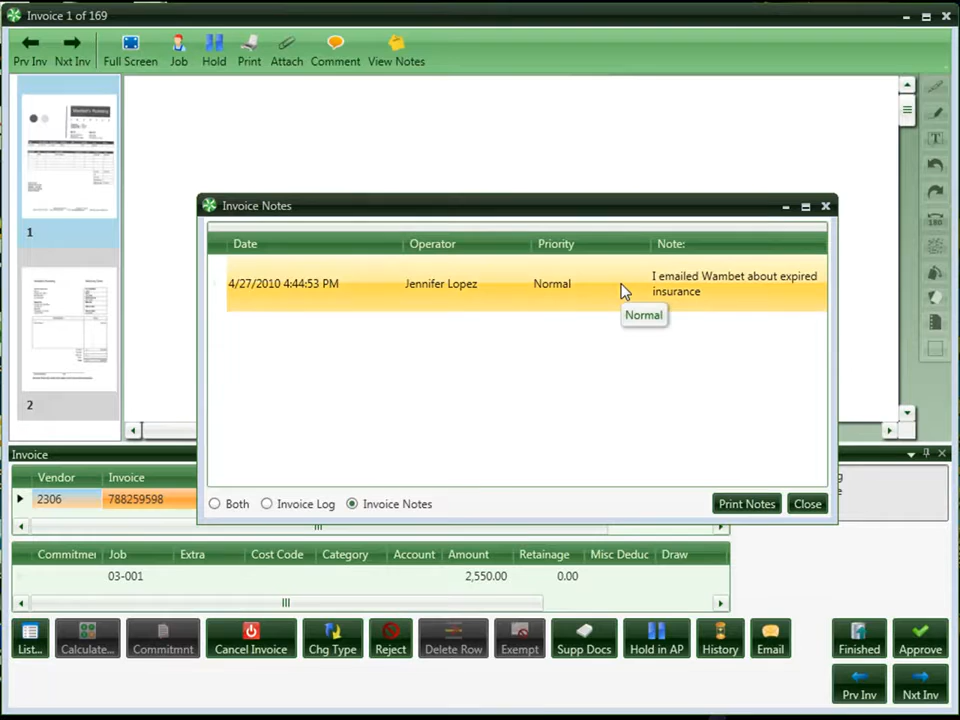 Invoice 1 of 169
Prv Inv Nxt Inv Full Screen Job Hold Print Attach Comment View Notes
1
2
T
180
Invoice Notes
Date Operator Priority Note:
4/27/2010 4:44:53 PM Jennifer Lopez Normal I emailed Wambet about expired
insurance
Normal
Both Invoice Log Invoice Notes Print Notes Close
Invoice
Vendor Invoice
2306 788259598
Commitmer Job Extra Cost Code Category Account Amount Retainage Misc Deduc Draw
03-001 2,550.00 0.00
List... Calculate... Commitmnt Cancel Invoice Chg Type Reject Delete Row Exempt Supp Docs Hold in AP History Email Finished Approve
Prv Inv Nxt Inv